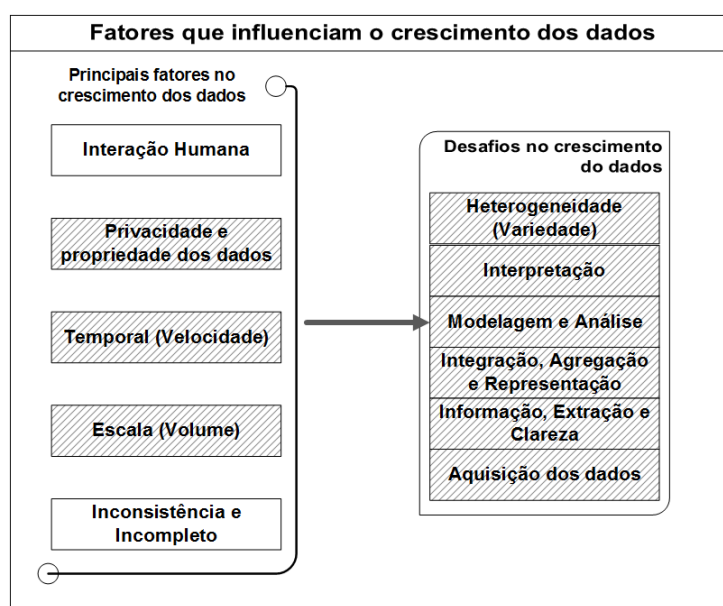 Fatores que influenciam o crescimento dos dados
Principais fatores no
crescimento dos dados
Interação Humana
Privacidade e
propriedade dos dados
Temporal (Velocidade)
Escala (Volume)
Inconsistência e
Incompleto
Desafios no crescimento
do dados
Heterogeneidade
(Variedade)
Interpretação
Modelagem e Análise
Integração, Agregação
e Representação
Informação, Extração e
Clareza
Aquisição dos dados